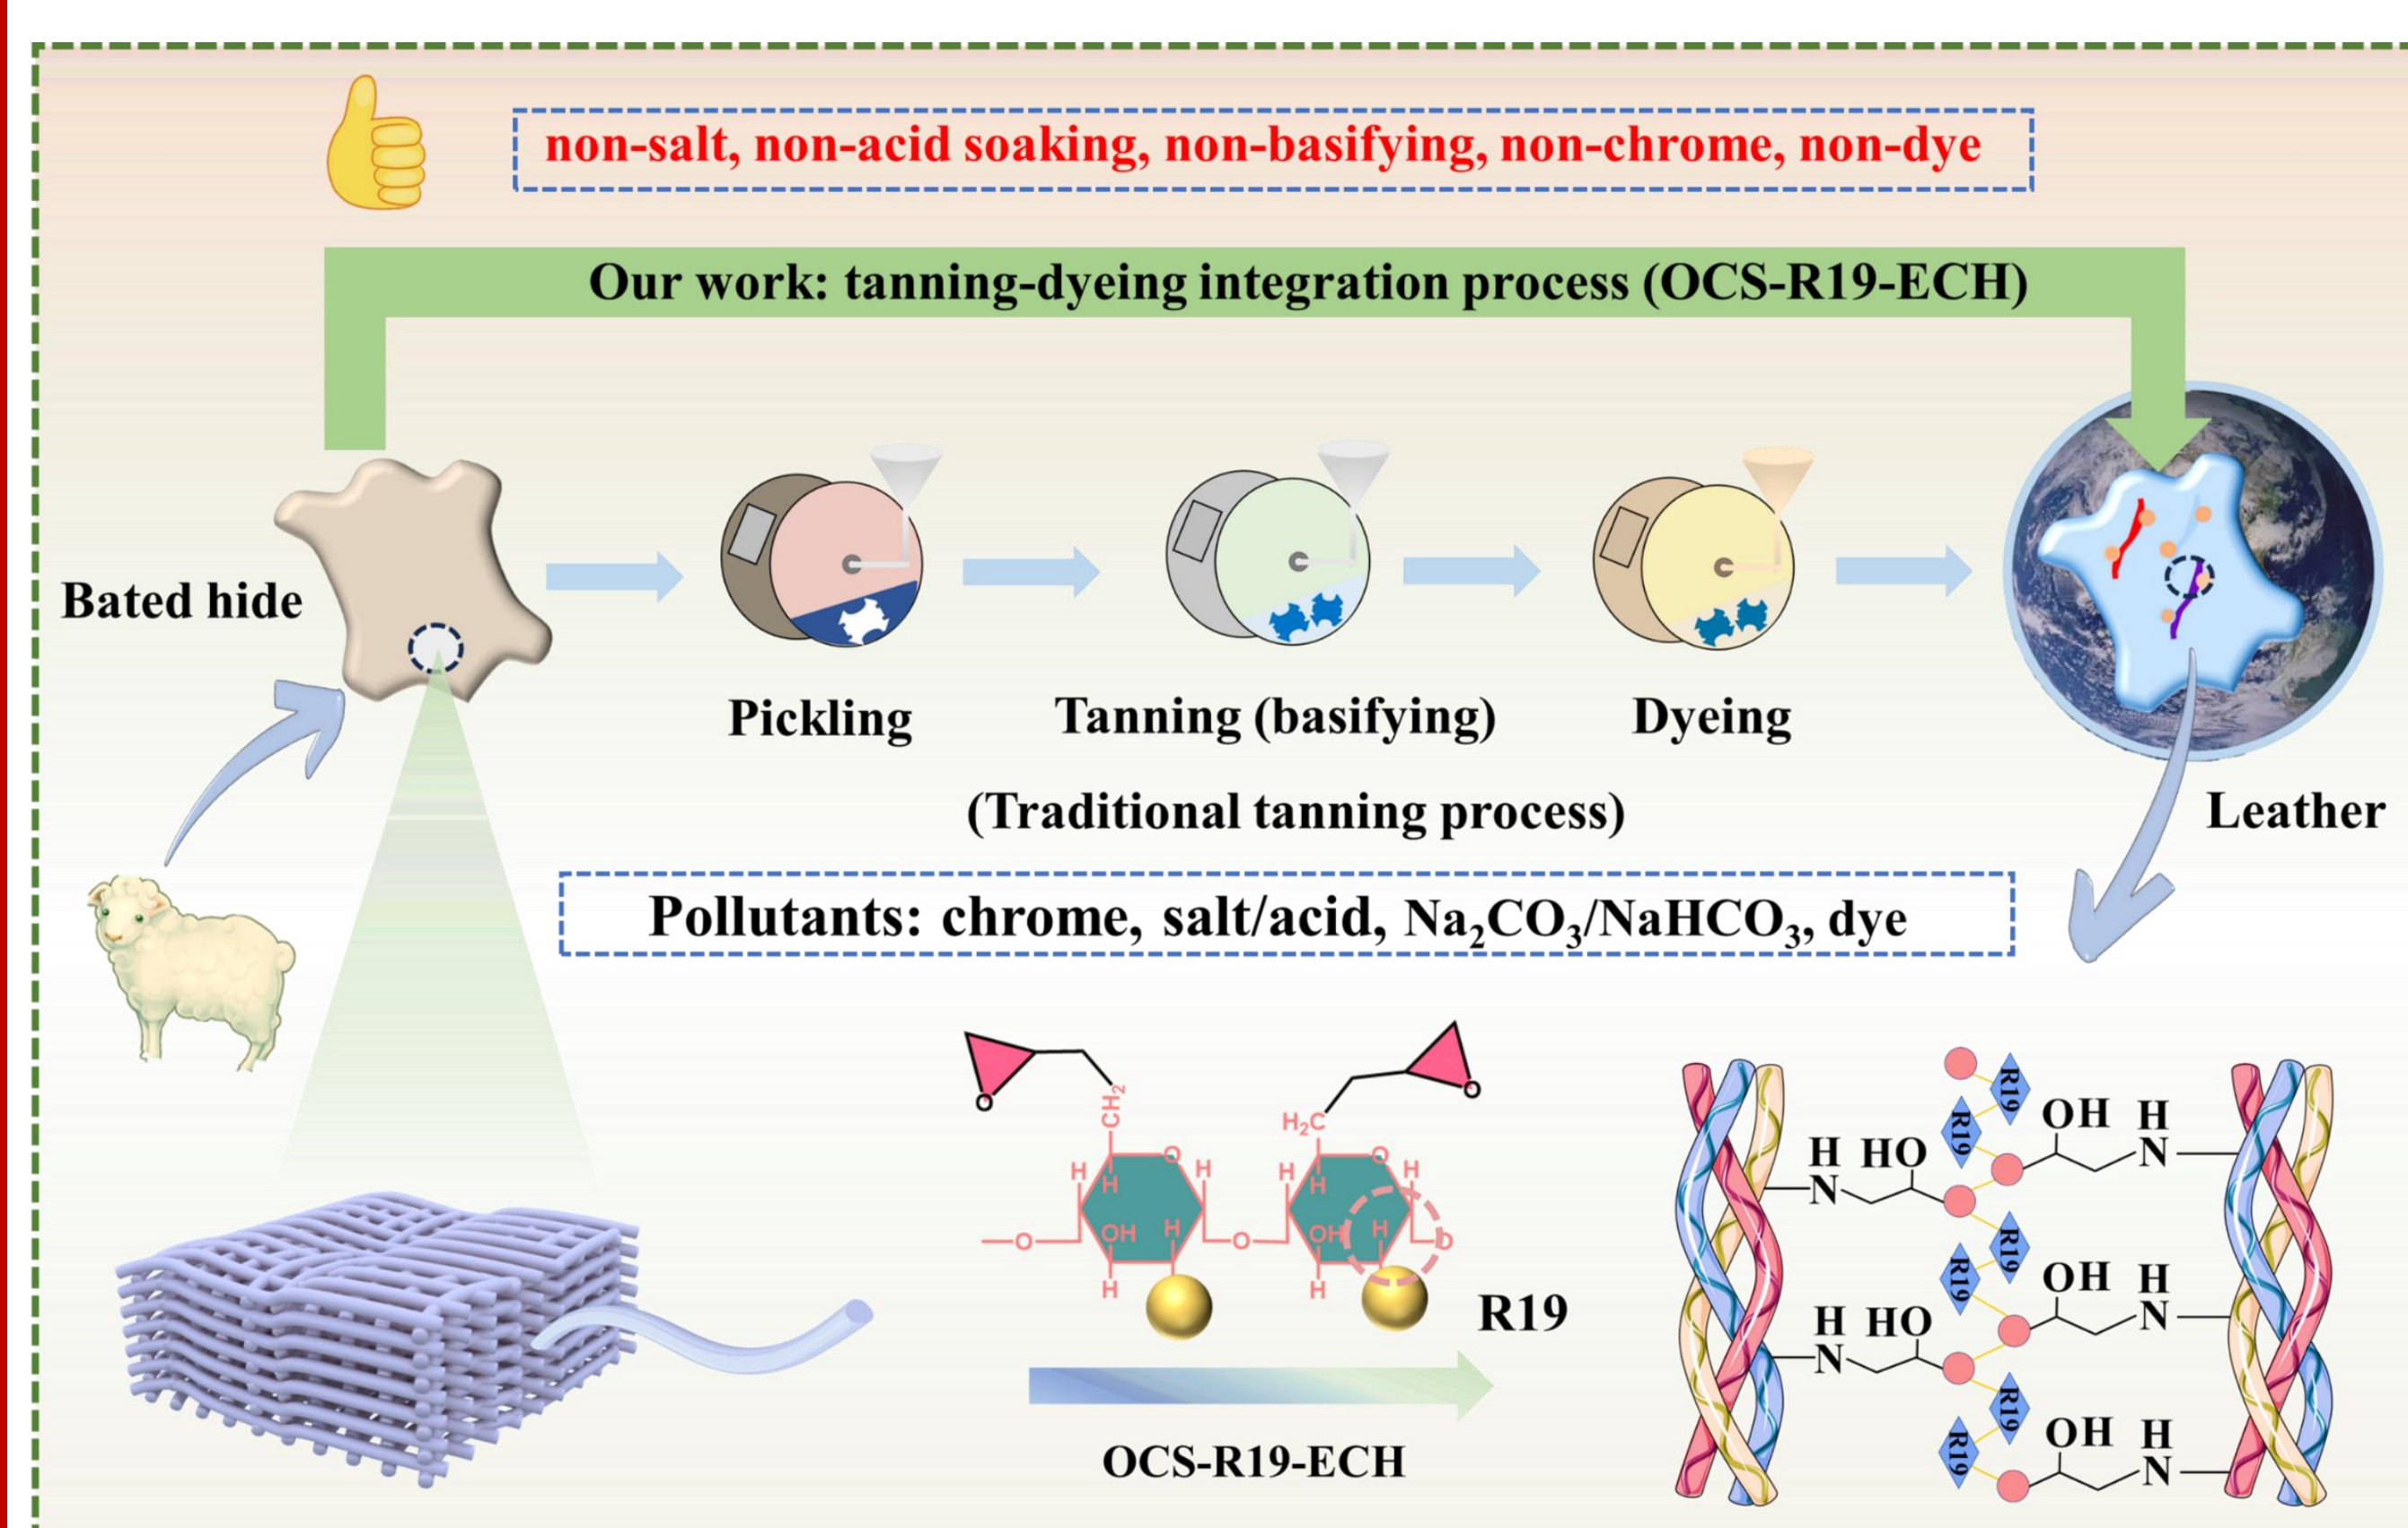 non-salt, non-acid soaking, non-basifying, non-chrome, non-dye
Our work: tanning-dyeing integration process (OCS-R19-ECH)
Bated hide
Pickling
Tanning (basifying)
Dyeing
(Traditional tanning process)
Leather
Pollutants: chrome, salt/acid, Na₂CO₃/NaHCO₃, dye
O
CH₂
H
H
O
H
OH
H
H
O
O
O
H₂C
H
H
O
H
OH
H
H
O
R19
OCS-R19-ECH
R19
R19
OH H
N
H HO
N
R19
R19
OH H
N
H HO
N
R19
R19
OH H
N